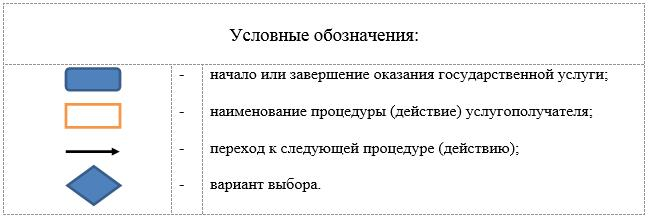 Условные обозначения:
- начало или завершение оказания государственной услуги;
- наименование процедуры (действие) услугополучателя;
- переход к следующей процедуре (действию);
- вариант выбора.